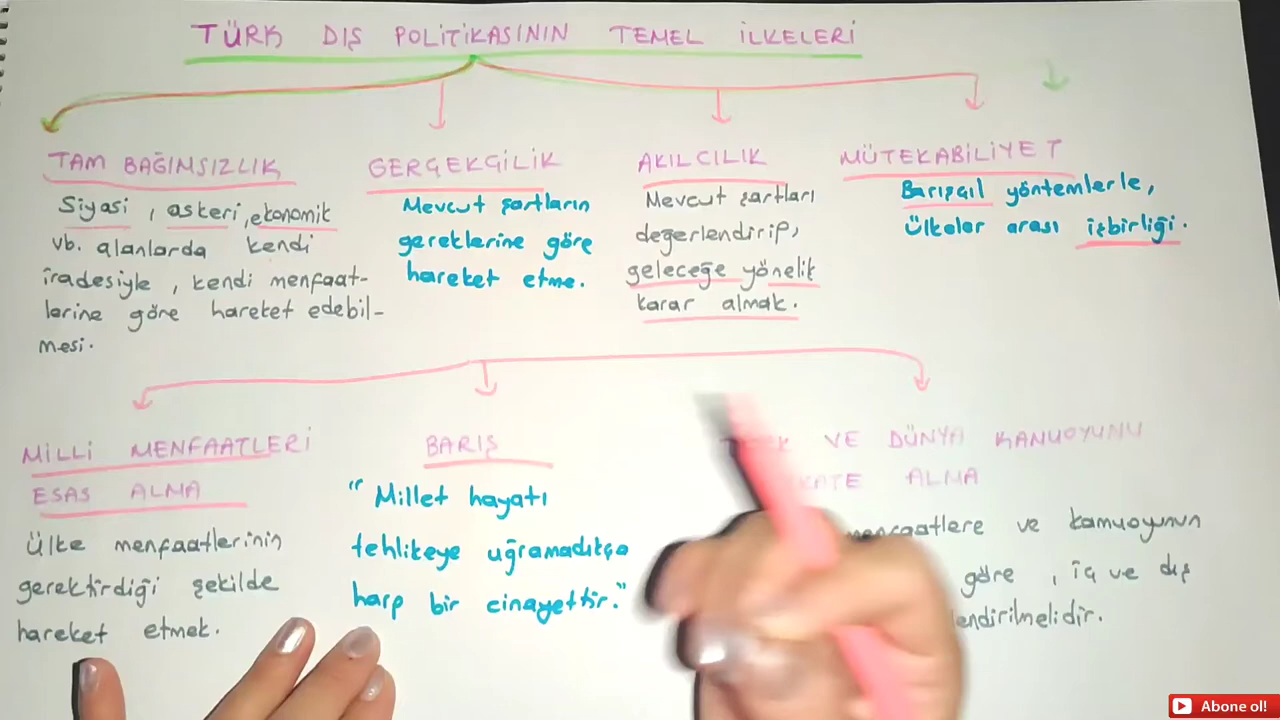 TÜRK DIŞ POLİTİKASININ TEMEL İLKELERİ
TAM BAĞIMSIZLIK
Siyasi, askeri, ekonomik
vb. alanlarda kendi
iradesiyle, kendi menfaat-
lerine göre hareket edebil-
mesi.
GERÇEKÇİLİK
Mevcut şartların
gereklerine göre
hareket etme.
AKILCILIK
Mevcut şartları
değerlendirip,
geleceğe yönelik
karar almak.
MÜTEKABİLİYET
Barışçıl yöntemlerle,
ülkeler arası işbirliği.
MİLLİ MENFAATLERİ
ESAS ALMA
Ülke menfaatlerinin
gerektirdiği şekilde
hareket etmek.
BARIŞ
"Millet hayatı
tehlikeye uğramadıkça
harp bir cinayettir."
VE DÜNYA KAMUOYUNU
ALMA
menfaatlere ve kamuoyunun
göre, iç ve dış
Abone ol!